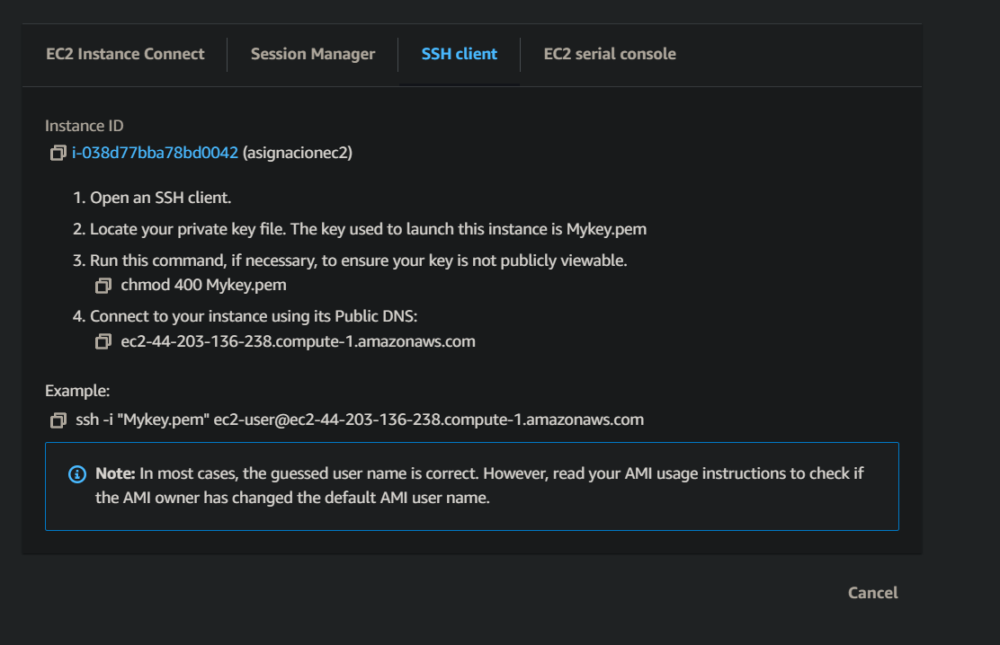 EC2 Instance Connect
Session Manager
SSH client
EC2 serial console
Instance ID
i-038d77bba78bd0042 (asignacionec2)
1. Open an SSH client.
2. Locate your private key file. The key used to launch this instance is Mykey.pem
3. Run this command, if necessary, to ensure your key is not publicly viewable.
chmod 400 Mykey.pem
4. Connect to your instance using its Public DNS:
ec2-44-203-136-238.compute-1.amazonaws.com
Example:
ssh -i "Mykey.pem" ec2-user@ec2-44-203-136-238.compute-1.amazonaws.com
Note: In most cases, the guessed user name is correct. However, read your AMI usage instructions to check if
the AMI owner has changed the default AMI user name.
Cancel